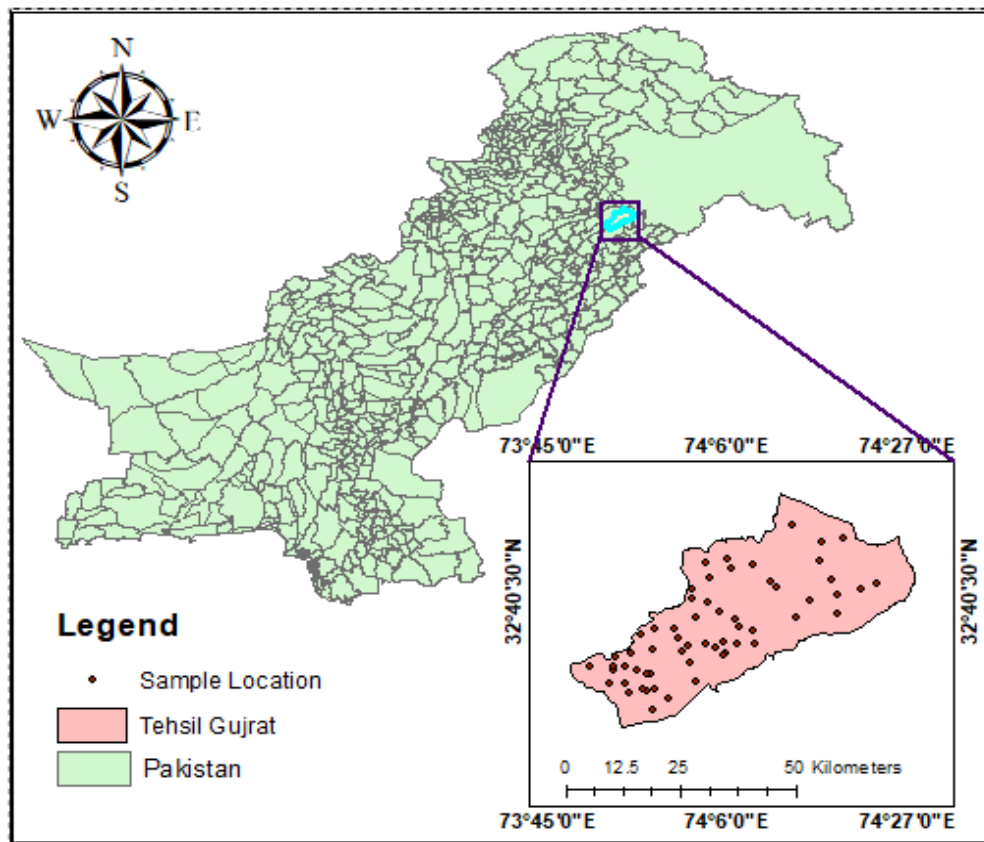 N
W E
S
73°45'0"E 74°6'0"E 74°27'0"E
32°40'30"N 32°40'30"N
Legend
Sample Location
Tehsil Gujrat
Pakistan
0 12.5 25 50 Kilometers
73°45'0"E 74°6'0"E 74°27'0"E